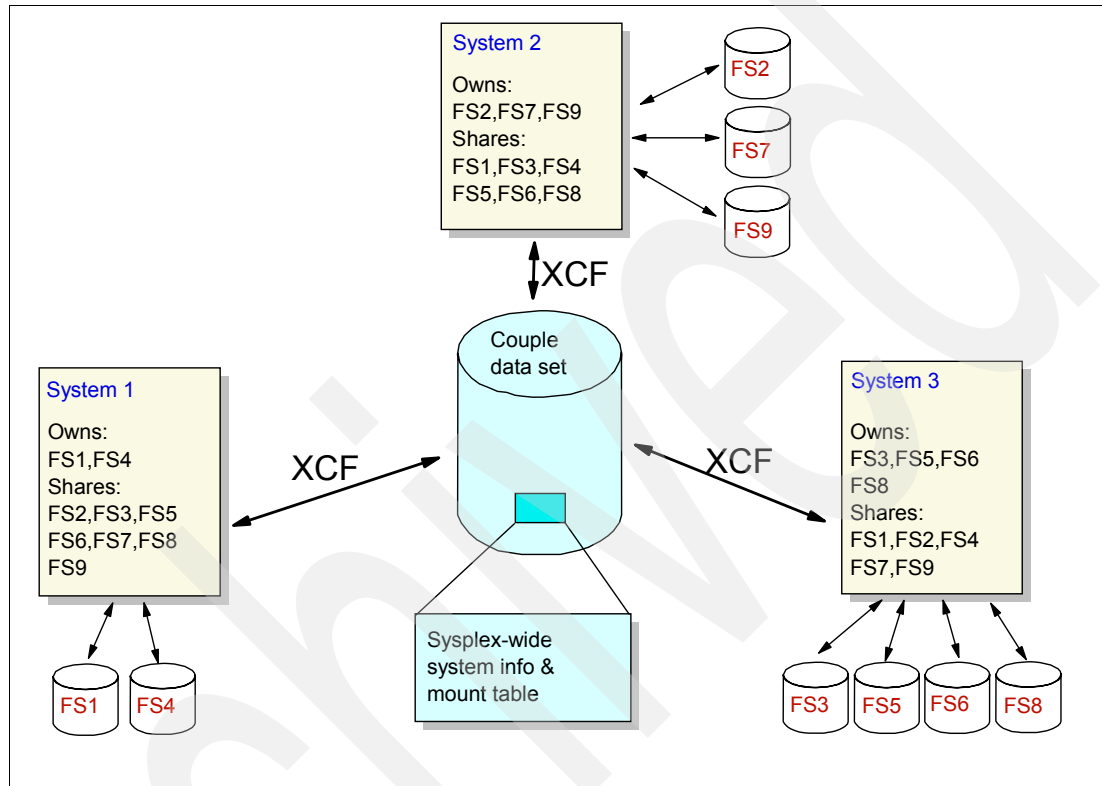 System 2
Owns:
FS2,FS7,FS9
Shares:
FS1,FS3,FS4
FS5,FS6,FS8
FS2
FS7
FS9
XCF
Couple
data set
System 1
Owns:
FS1,FS4
Shares:
FS2,FS3,FS5
FS6,FS7,FS8
FS9
XCF
XCF
System 3
Owns:
FS3,FS5,FS6
FS8
Shares:
FS1,FS2,FS4
FS7,FS9
Sysplex-wide
system info &
mount table
FS1
FS4
FS3
FS5
FS6
FS8